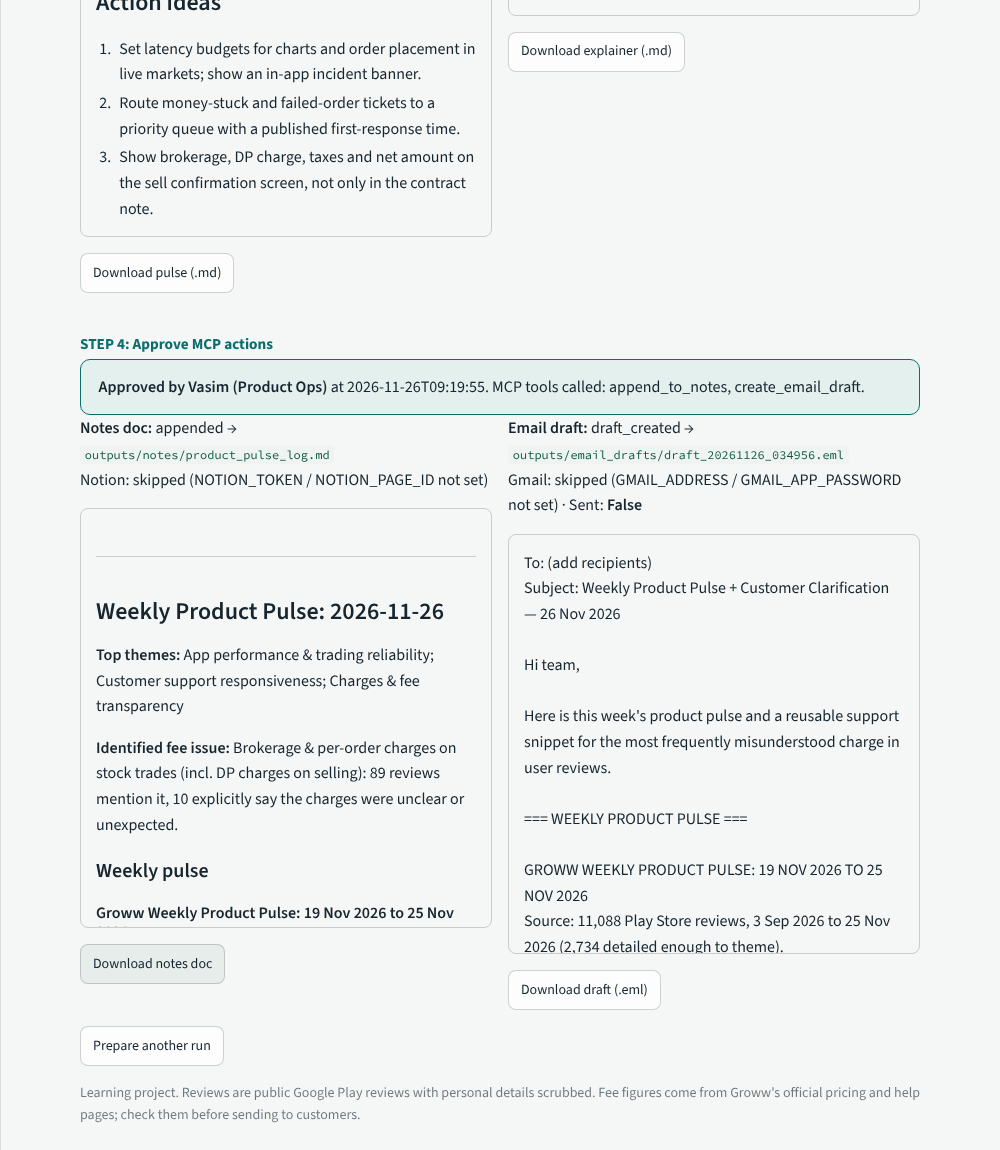 Action Ideas
1. Set latency budgets for charts and order placement in
live markets; show an in-app incident banner.
2. Route money-stuck and failed-order tickets to a
priority queue with a published first-response time.
3. Show brokerage, DP charge, taxes and net amount on
the sell confirmation screen, not only in the contract
note.
Download pulse (.md)
Download explainer (.md)
STEP 4: Approve MCP actions
Approved by Vasim (Product Ops) at 2026-11-26T09:19:55. MCP tools called: append_to_notes, create_email_draft.
Notes doc: appended →
outputs/notes/product_pulse_log.md
Notion: skipped (NOTION_TOKEN / NOTION_PAGE_ID not set)
Weekly Product Pulse: 2026-11-26
Top themes: App performance & trading reliability;
Customer support responsiveness; Charges & fee
transparency
Identified fee issue: Brokerage & per-order charges on
stock trades (incl. DP charges on selling): 89 reviews
mention it, 10 explicitly say the charges were unclear or
unexpected.
Weekly pulse
Groww Weekly Product Pulse: 19 Nov 2026 to 25 Nov
Download notes doc
Email draft: draft_created →
outputs/email_drafts/draft_20261126_034956.eml
Gmail: skipped (GMAIL_ADDRESS / GMAIL_APP_PASSWORD
not set) · Sent: False
To: (add recipients)
Subject: Weekly Product Pulse + Customer Clarification
— 26 Nov 2026
Hi team,
Here is this week's product pulse and a reusable support
snippet for the most frequently misunderstood charge in
user reviews.
=== WEEKLY PRODUCT PULSE ===
GROWW WEEKLY PRODUCT PULSE: 19 NOV 2026 TO 25
NOV 2026
Source: 11,088 Play Store reviews, 3 Sep 2026 to 25 Nov
2026 (2,734 detailed enough to theme).
Download draft (.eml)
Prepare another run
Learning project. Reviews are public Google Play reviews with personal details scrubbed. Fee figures come from Groww's official pricing and help
pages; check them before sending to customers.